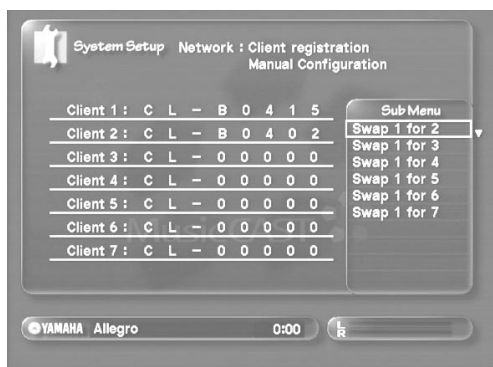 System Setup Network : Client registration
Manual Configuration
Client 1 : C L – B 0 4 1 5
Client 2 : C L – B 0 4 0 2
Client 3 : C L – 0 0 0 0 0
Client 4 : C L – 0 0 0 0 0
Client 5 : C L – 0 0 0 0 0
Client 6 : C L – 0 0 0 0 0
Client 7 : C L – 0 0 0 0 0
MusicCAST
Sub Menu
Swap 1 for 2
Swap 1 for 3
Swap 1 for 4
Swap 1 for 5
Swap 1 for 6
Swap 1 for 7
YAMAHA Allegro 0:00
L
R